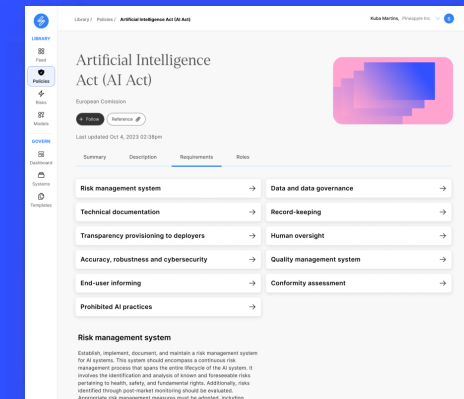 Library / Policies / Artificial Intelligence Act (AI Act)
Kuba Martins, Pineapple Inc
LIBRARY
Feed
Policies
Risks
Models
GOVERN
Dashboard
Systems
Templates
Artificial Intelligence
Act (AI Act)
European Comission
+ Follow
Reference
Last updated Oct 4, 2023 02:38pm
Summary Description Requirements Roles
Risk management system →
Data and data governance →
Technical documentation →
Record-keeping →
Transparency provisioning to deployers →
Human oversight →
Accuracy, robustness and cybersecurity →
Quality management system →
End-user informing →
Conformity assessment →
Prohibited AI practices →
Risk management system
Establish, implement, document, and maintain a risk management system
for AI systems. This system should encompass a continuous risk
management process that spans the entire lifecycle of the AI system. It
involves the identification and analysis of known and foreseeable risks
pertaining to health, safety, and fundamental rights. Additionally, risks
identified through post-market monitoring should be evaluated.
Appropriate risk management measures must be adopted, including